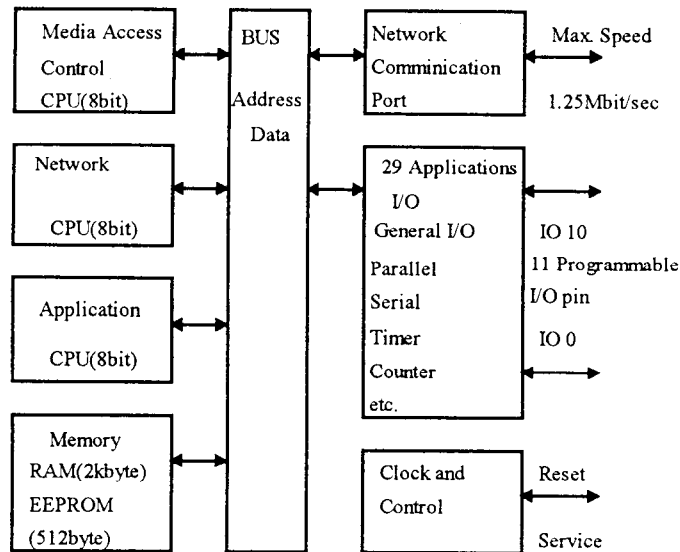 Media Access
Control
CPU(8bit)
Network
CPU(8bit)
Application
CPU(8bit)
Memory
RAM(2kbyte)
EEPROM
(512byte)
BUS
Address
Data
Network
Comminication
Port
Max. Speed
1.25Mbit/sec
29 Applications
I/O
General I/O
Parallel
Serial
Timer
Counter
etc.
IO 10
11 Programmable
I/O pin
IO 0
Clock and
Control
Reset
Service